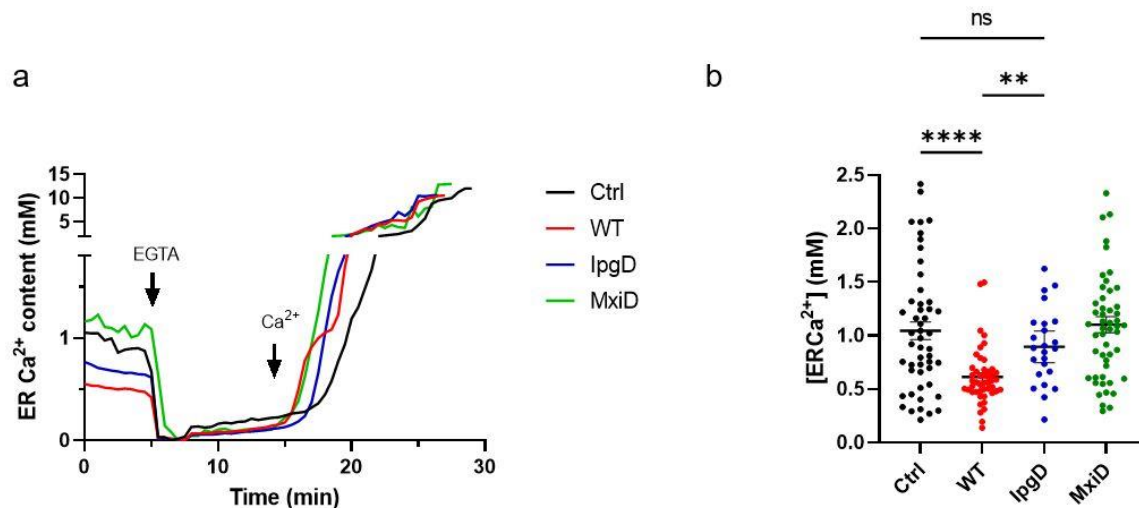 a
ER Ca²⁺ content (mM)
15
10
5
1
0
EGTA
Ca²⁺
0 10 20 30
Time (min)
Ctrl
WT
IpgD
MxiD
b
ns
**
****
[ERCa²⁺] (mM)
2.5
2.0
1.5
1.0
0.5
0.0
Ctrl WT IpgD MxiD